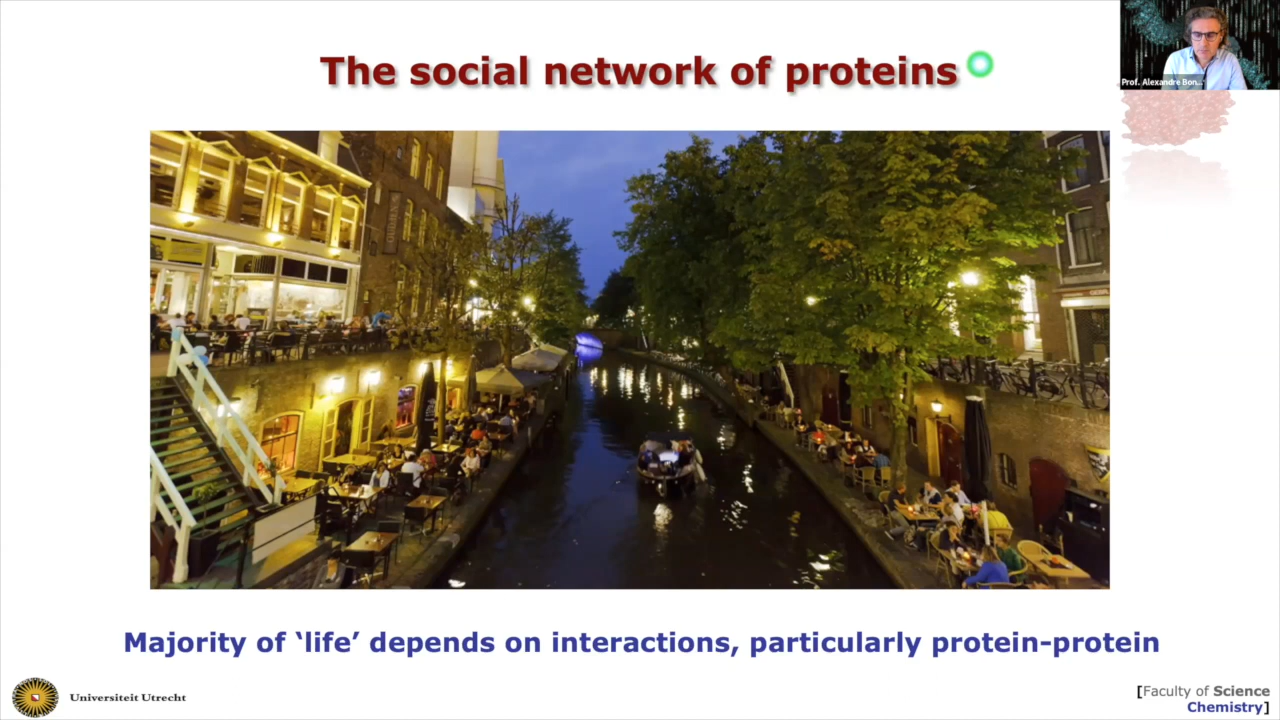 The social network of proteins
Prof. Alexandre Bon...
Majority of ‘life’ depends on interactions, particularly protein-protein
Universiteit Utrecht
[Faculty of Science
Chemistry]